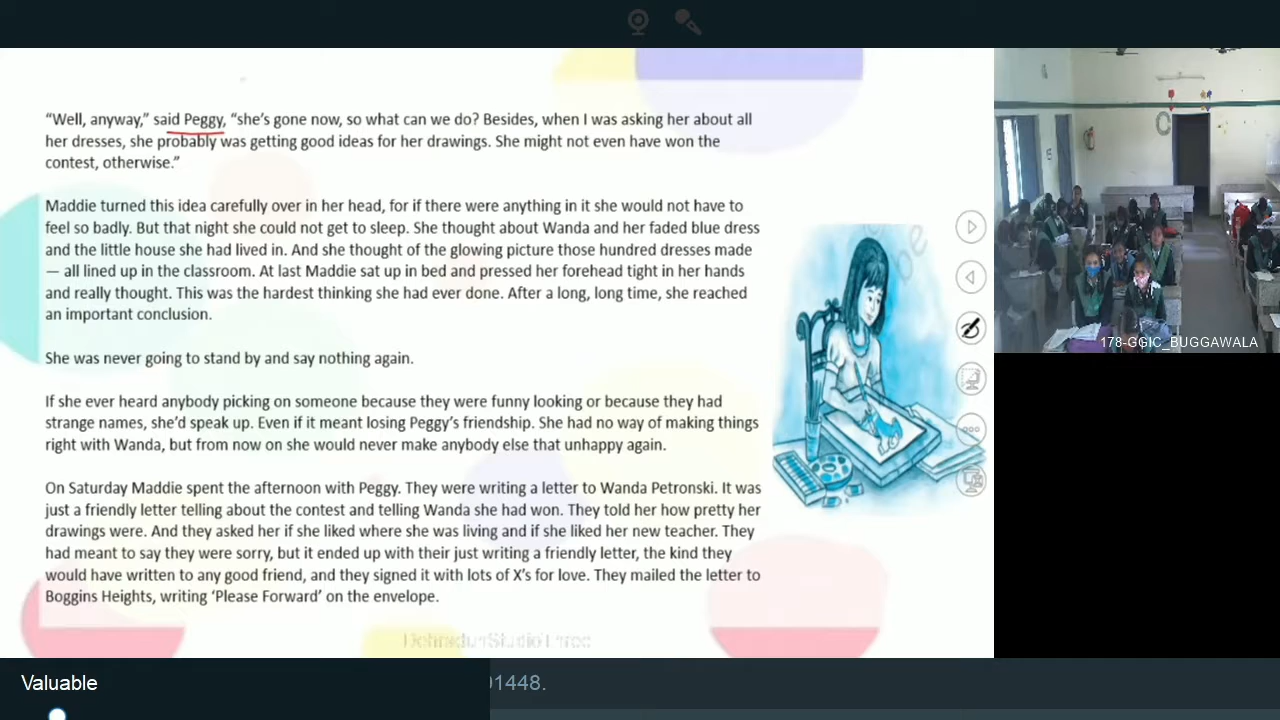 “Well, anyway,” said Peggy, “she’s gone now, so what can we do? Besides, when I was asking her about all
her dresses, she probably was getting good ideas for her drawings. She might not even have won the
contest, otherwise.”
Maddie turned this idea carefully over in her head, for if there were anything in it she would not have to
feel so badly. But that night she could not get to sleep. She thought about Wanda and her faded blue dress
and the little house she had lived in. And she thought of the glowing picture those hundred dresses made
— all lined up in the classroom. At last Maddie sat up in bed and pressed her forehead tight in her hands
and really thought. This was the hardest thinking she had ever done. After a long, long time, she reached
an important conclusion.
She was never going to stand by and say nothing again.
If she ever heard anybody picking on someone because they were funny looking or because they had
strange names, she’d speak up. Even if it meant losing Peggy’s friendship. She had no way of making things
right with Wanda, but from now on she would never make anybody else that unhappy again.
On Saturday Maddie spent the afternoon with Peggy. They were writing a letter to Wanda Petronski. It was
just a friendly letter telling about the contest and telling Wanda she had won. They told her how pretty her
drawings were. And they asked her if she liked where she was living and if she liked her new teacher. They
had meant to say they were sorry, but it ended up with their just writing a friendly letter, the kind they
would have written to any good friend, and they signed it with lots of X’s for love. They mailed the letter to
Boggins Heights, writing ‘Please Forward’ on the envelope.
178-GGIC_BUGGAWALA
Valuable
1448.